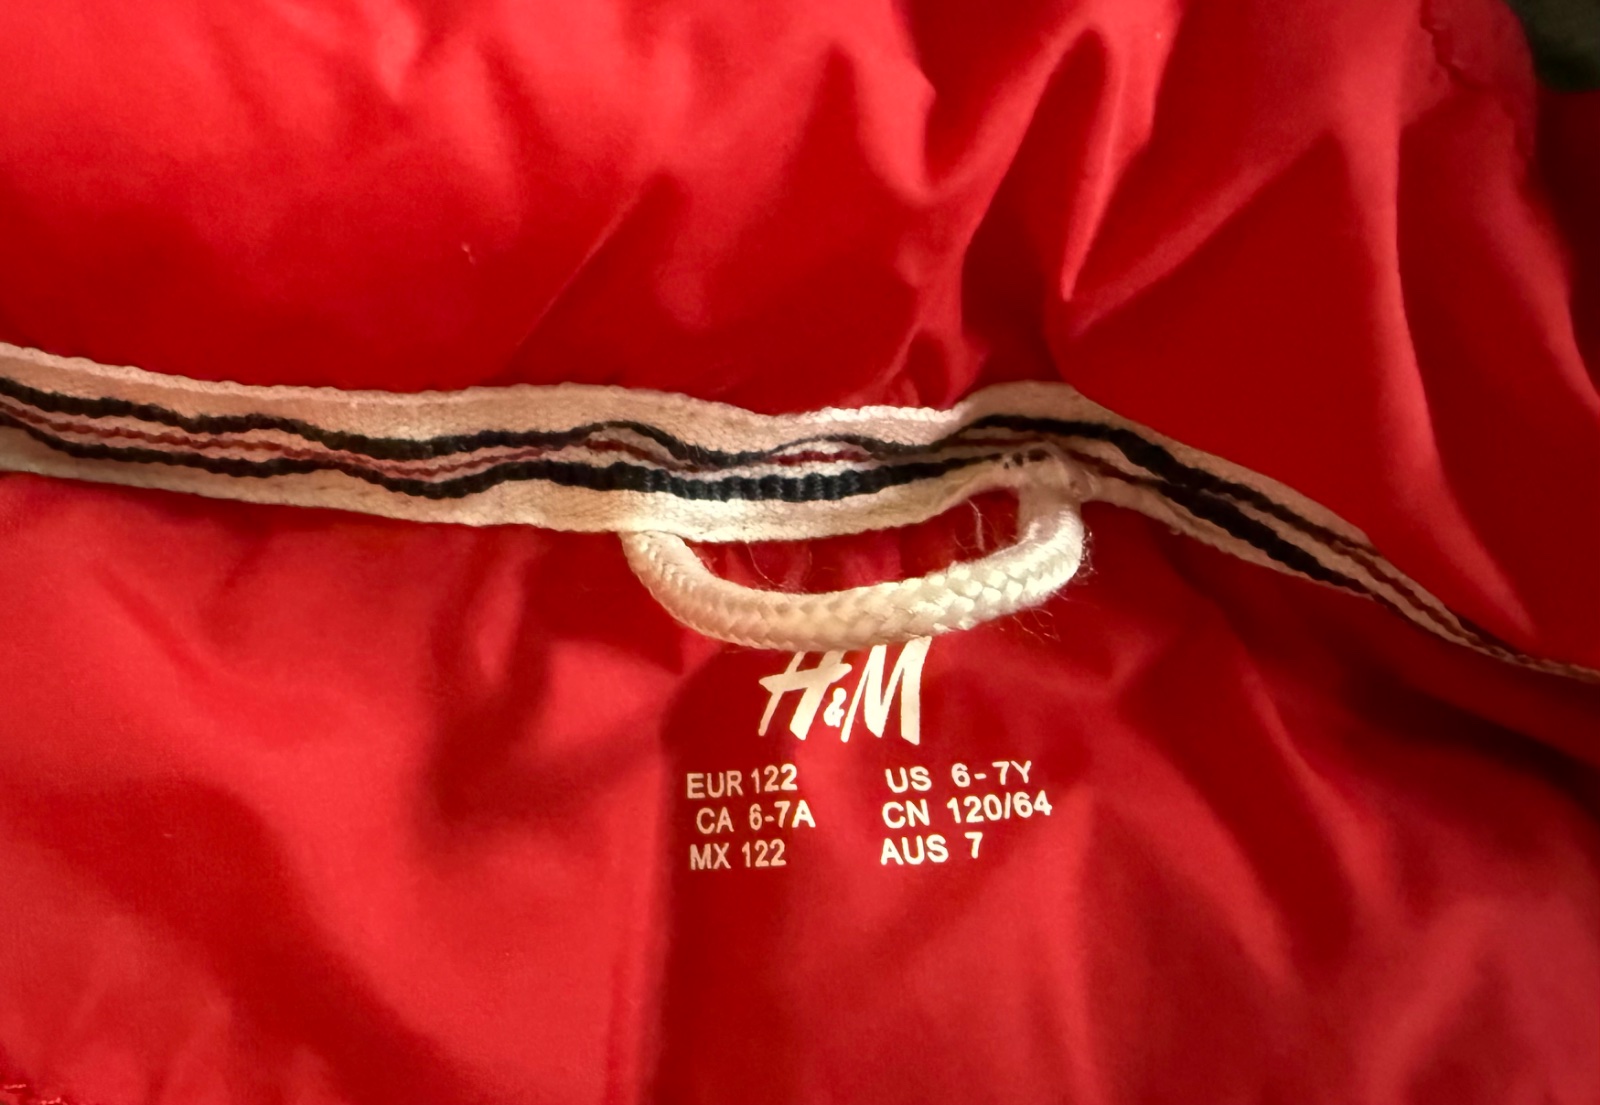 H&M
EUR 122 US 6-7Y
CA 6-7A CN 120/64
MX 122 AUS 7